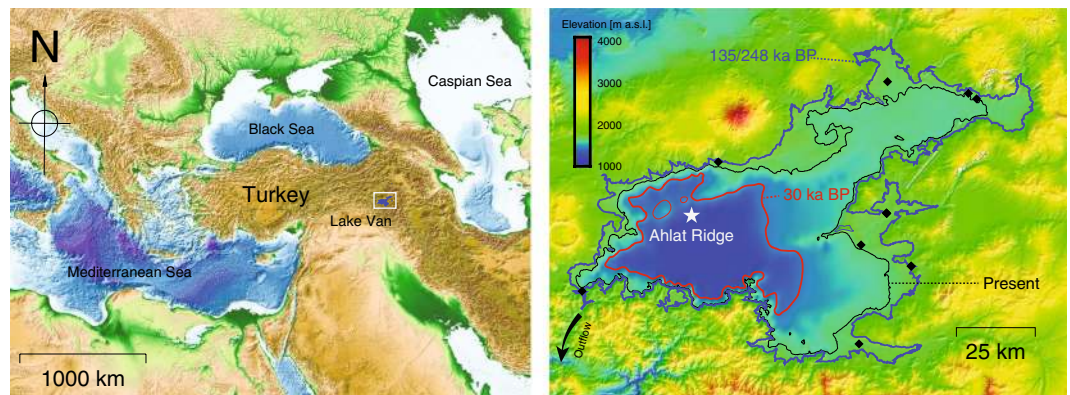 N
Caspian Sea
Black Sea
Turkey
Lake Van
Mediterranean Sea
1000 km
Elevation [m a.s.l.]
4000
3000
2000
1000
135/248 ka BP
30 ka BP
Ahlat Ridge
Present
Outflow
25 km